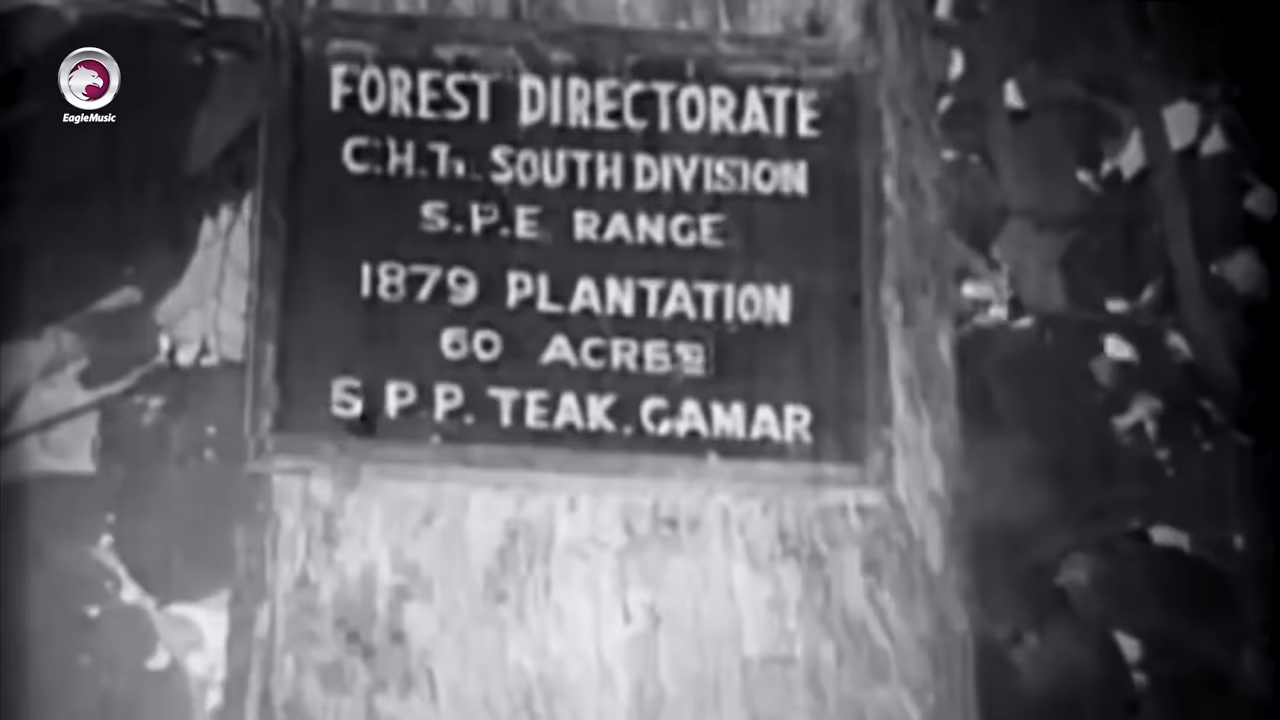 EagleMusic
FOREST DIRECTORATE
C.H.T. SOUTH DIVISION
S.P.E RANGE
1879 PLANTATION
60 ACRES
S P P. TEAK. GAMAR